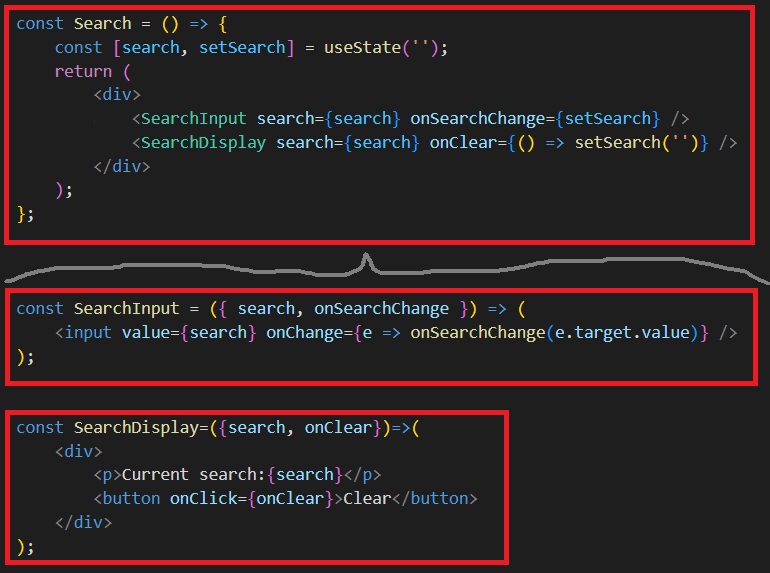 const Search = () => {
    const [search, setSearch] = useState('');
    return (
        <div>
            <SearchInput search={search} onSearchChange={setSearch} />
            <SearchDisplay search={search} onClear={() => setSearch('')} />
        </div>
    );
};
const SearchInput = ({ search, onSearchChange }) => (
    <input value={search} onChange={e => onSearchChange(e.target.value)} />
);
const SearchDisplay=({search, onClear})=>(
    <div>
        <p>Current search:{search}</p>
        <button onClick={onClear}>Clear</button>
    </div>
);